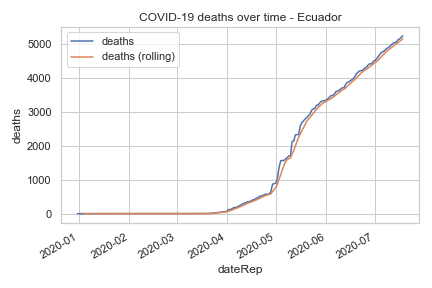 COVID-19 deaths over time - Ecuador
deaths
deaths (rolling)
5000
4000
3000
2000
1000
0
deaths
2020-01
2020-02
2020-03
2020-04
2020-05
2020-06
2020-07
dateRep